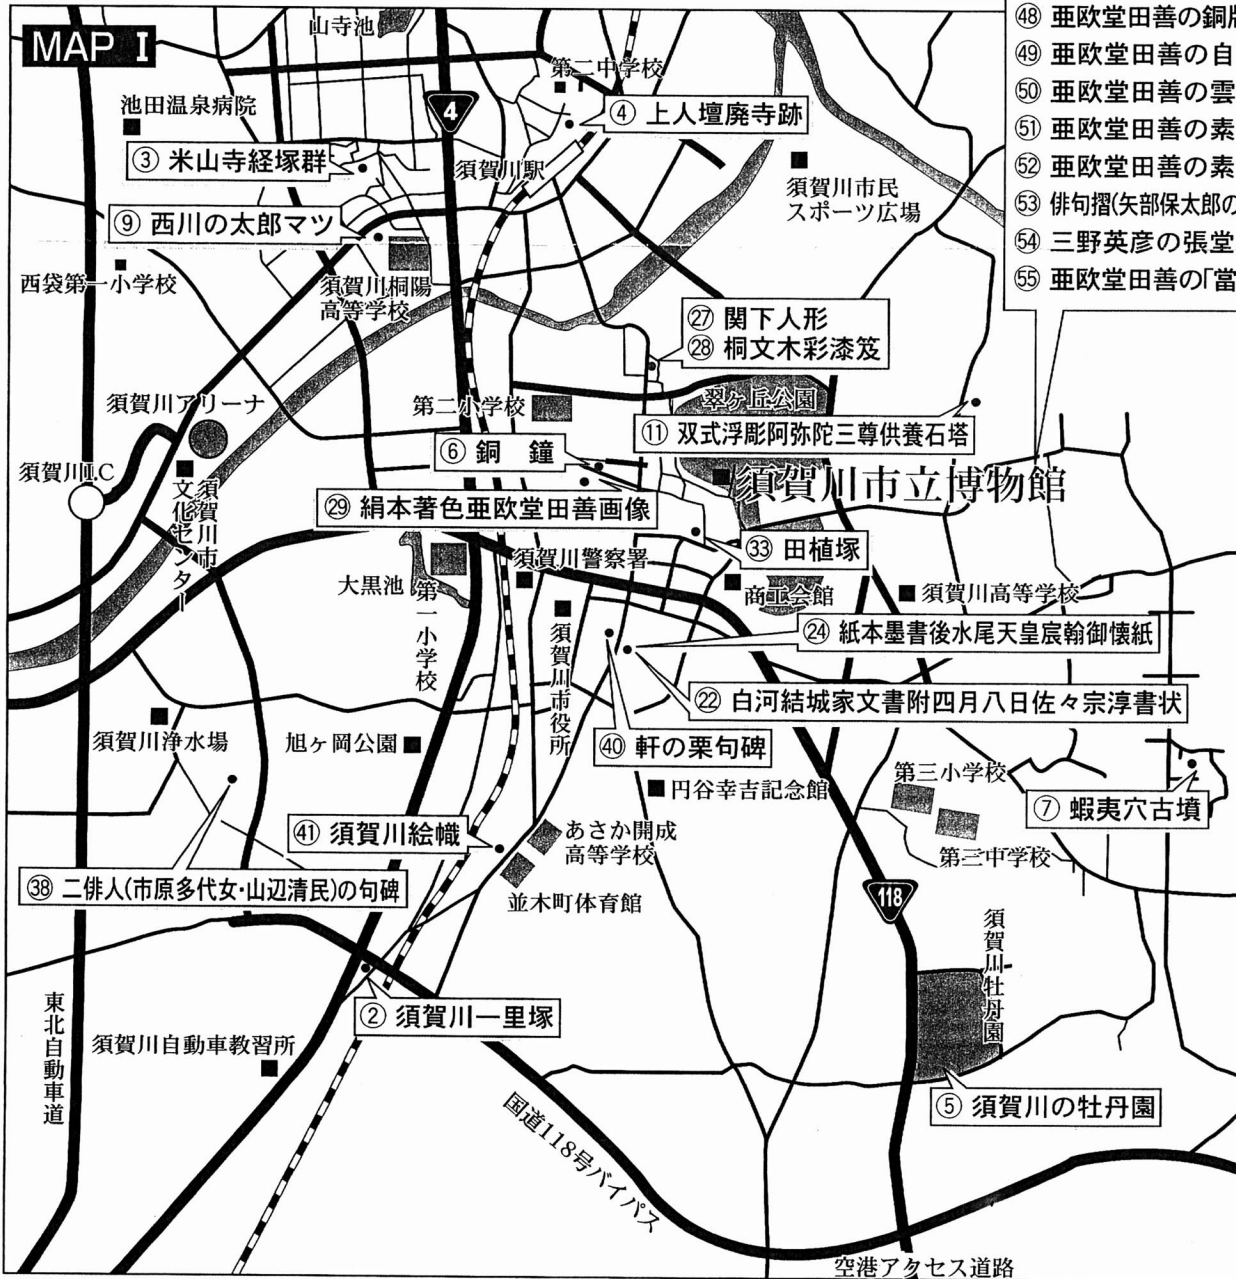 MAP Ⅰ
山寺池
㊽ 亜欧堂田善の銅版
㊾ 亜欧堂田善の自
㊿ 亜欧堂田善の雲
51 亜欧堂田善の素
52 亜欧堂田善の素
53 俳句摺(矢部保太郎の
54 三野英彦の張堂
55 亜欧堂田善の「當
第二中学校
池田温泉病院
4
④ 上人壇廃寺跡
③ 米山寺経塚群
須賀川駅
須賀川市民
スポーツ広場
⑨ 西川の太郎マツ
西袋第一小学校
須賀川桐陽
高等学校
㉗ 関下人形
㉘ 桐文木彩漆笈
須賀川アリーナ
第二小学校
翠ヶ丘公園
⑪ 双式浮彫阿弥陀三尊供養石塔
⑥ 銅 鐘
須賀川I.C
須賀川市
文化センター
須賀川市立博物館
㉙ 絹本著色亜欧堂田善画像
㉝ 田植塚
大黒池
第一小学校
須賀川警察署
商工会館
須賀川高等学校
㉔ 紙本墨書後水尾天皇宸翰御懐紙
須賀川市役所
㉒ 白河結城家文書附四月八日佐々宗淳書状
須賀川浄水場
旭ヶ岡公園
㊵ 軒の栗句碑
円谷幸吉記念館
第三小学校
⑦ 蝦夷穴古墳
㊶ 須賀川絵幟
あさか開成
高等学校
第三中学校
㊳ 二俳人(市原多代女・山辺清民)の句碑
並木町体育館
118
須賀川牡丹園
② 須賀川一里塚
東北自動車道
須賀川自動車教習所
⑤ 須賀川の牡丹園
国道118号バイパス
空港アクセス道路